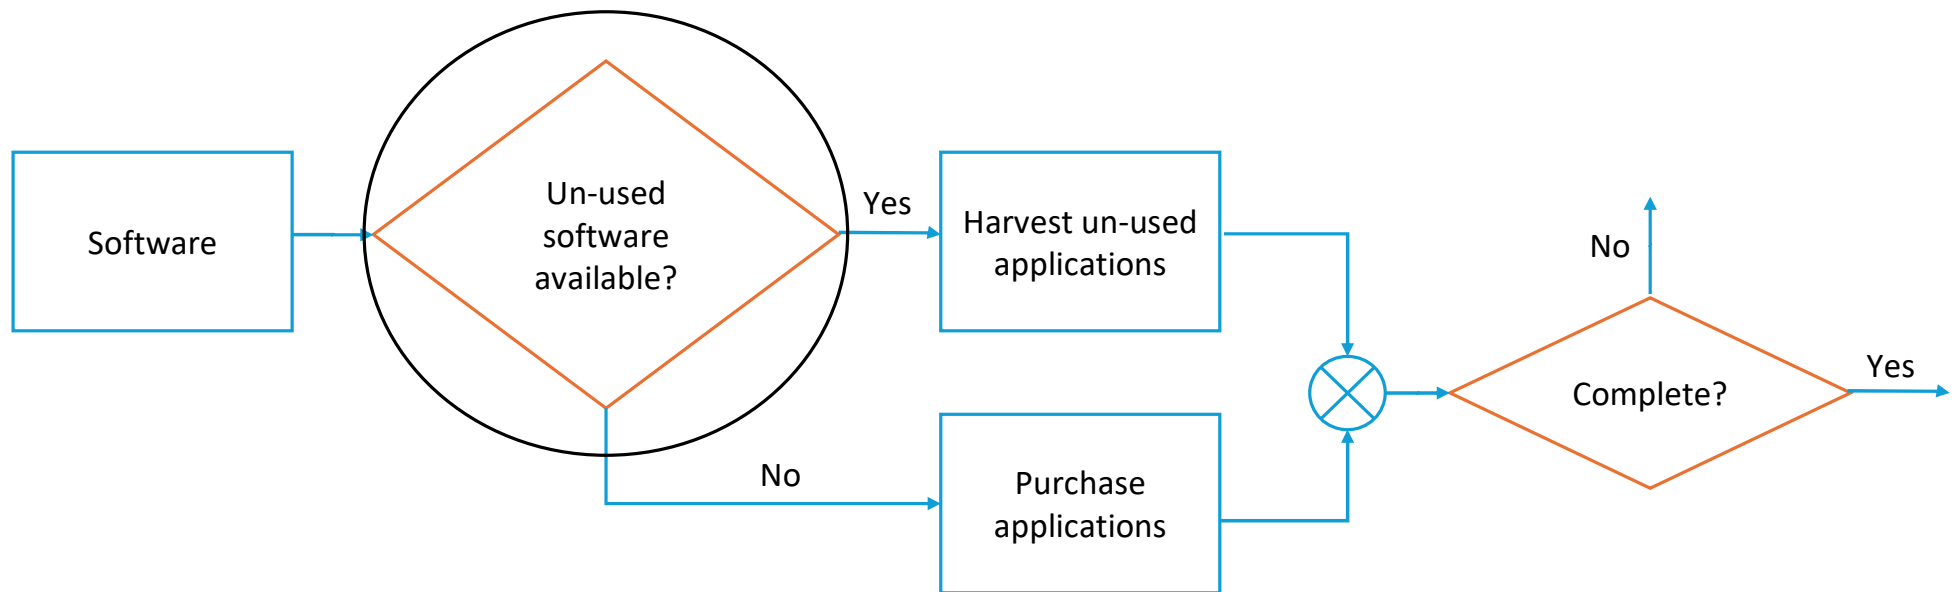 Software
Un-used
software
available?
Yes
Harvest un-used
applications
No
Purchase
applications
No
Complete?
Yes